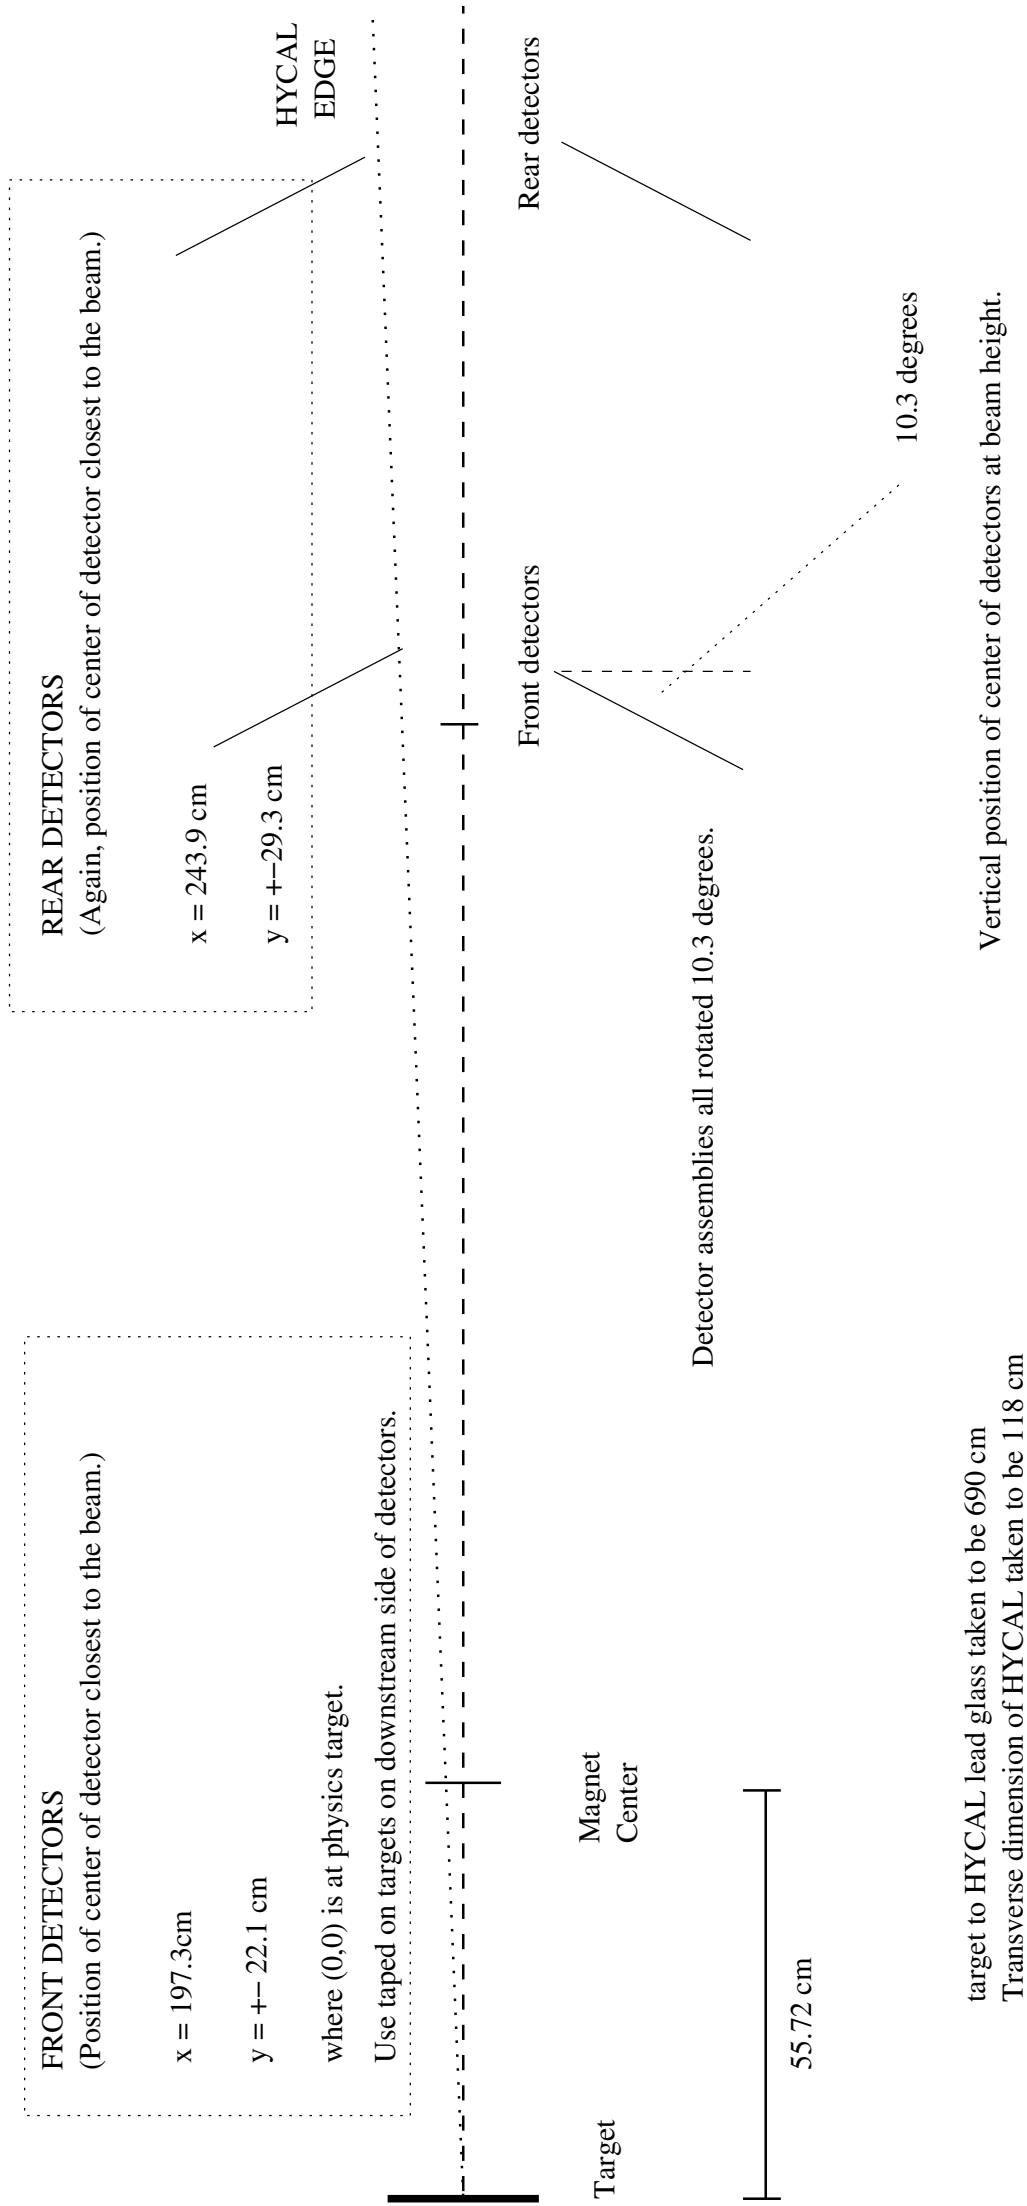 FRONT DETECTORS
(Position of center of detector closest to the beam.)
x = 197.3cm
y = +− 22.1 cm
where (0,0) is at physics target.
Use taped on targets on downstream side of detectors.
REAR DETECTORS
(Again, position of center of detector closest to the beam.)
x = 243.9 cm
y = +−29.3 cm
HYCAL
EDGE
Target
Magnet
Center
Front detectors
Rear detectors
55.72 cm
Detector assemblies all rotated 10.3 degrees.
10.3 degrees
target to HYCAL lead glass taken to be 690 cm
Transverse dimension of HYCAL taken to be 118 cm
Vertical position of center of detectors at beam height.